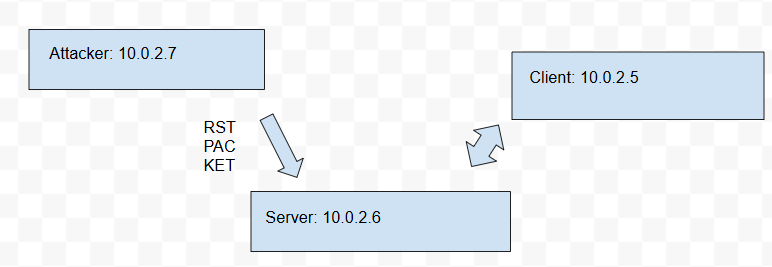 Attacker: 10.0.2.7
Client: 10.0.2.5
RST
PAC
KET
Server: 10.0.2.6